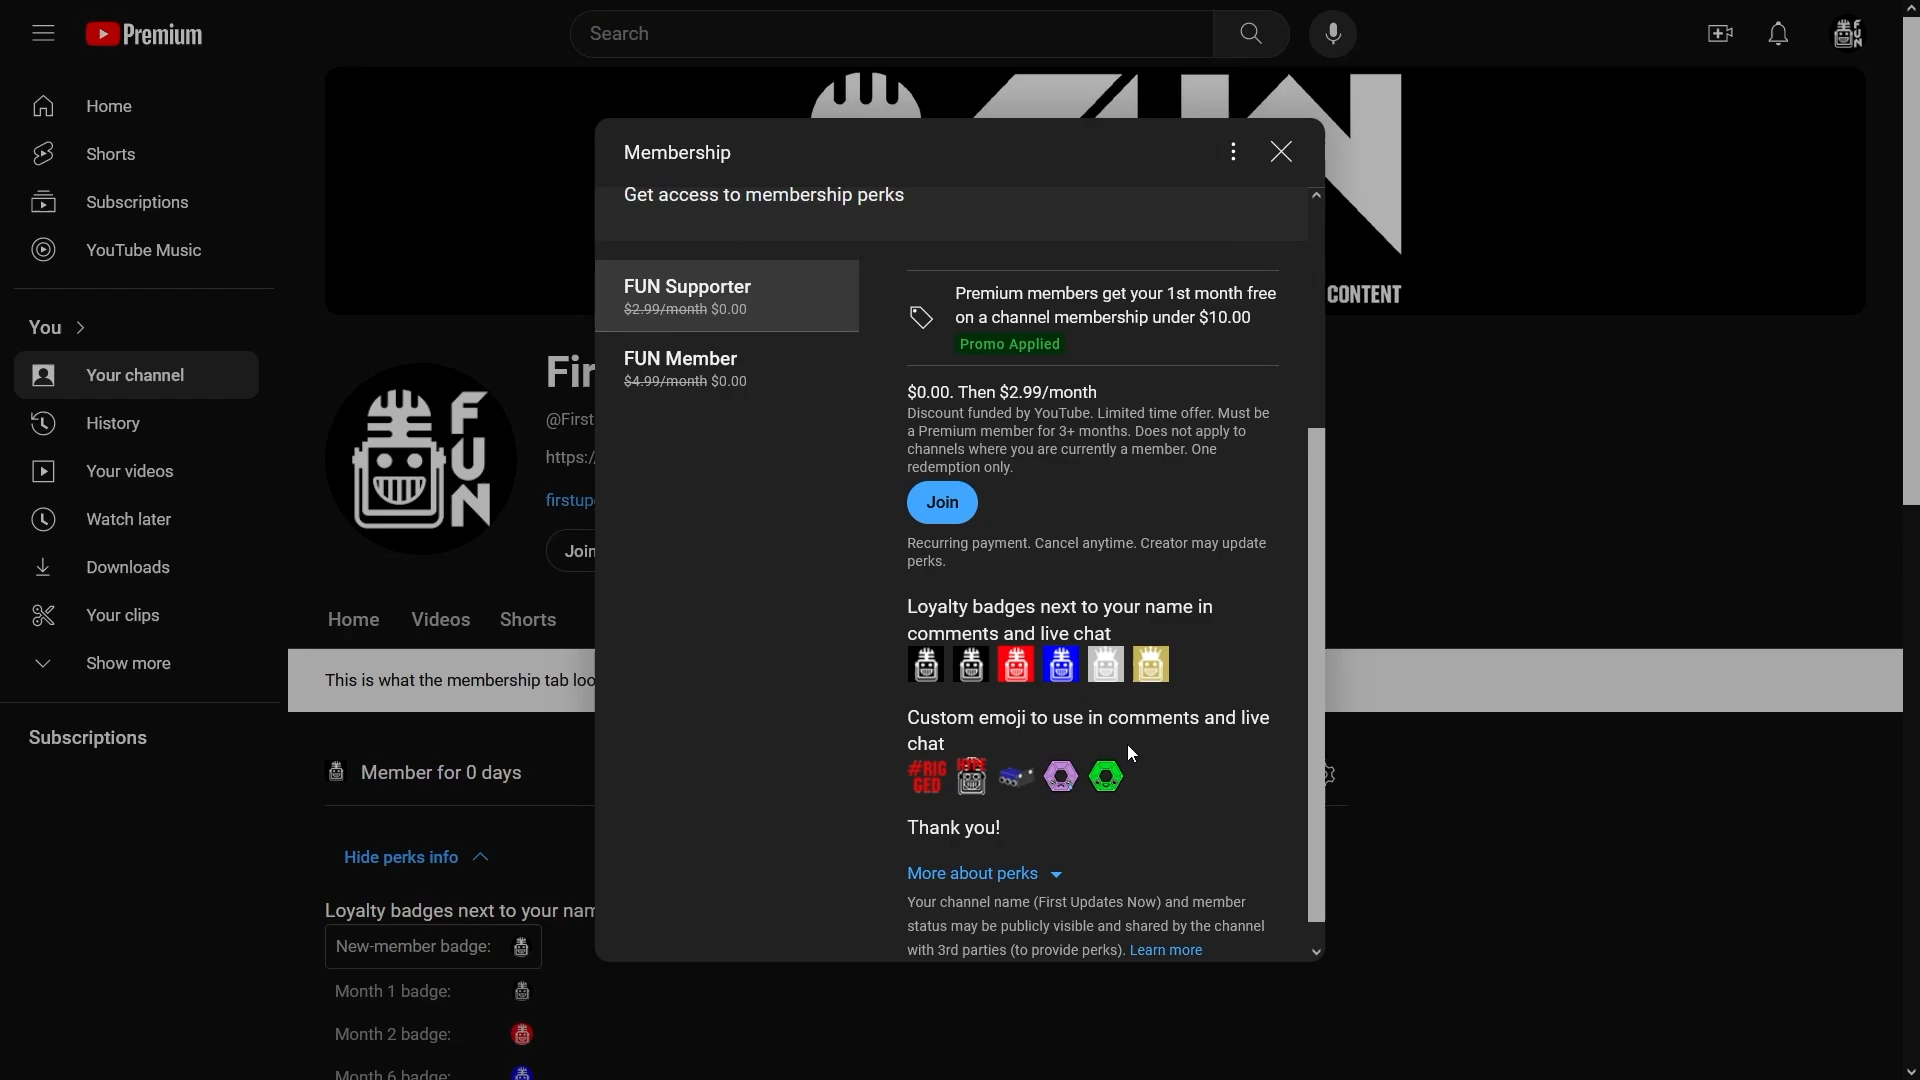 Premium
Search
FUN
Home
Shorts
Subscriptions
YouTube Music
You
Your channel
History
Your videos
Watch later
Downloads
Your clips
Show more
Subscriptions
CONTENT
FUN
Fir
@First
https:/
firstup
Join
Home Videos Shorts
This is what the membership tab loo
Member for 0 days
Hide perks info
Loyalty badges next to your nam
New-member badge:
Month 1 badge:
Month 2 badge:
Month 6 badge:
Membership
Get access to membership perks
FUN Supporter
$2.99/month $0.00
FUN Member
$4.99/month $0.00
Premium members get your 1st month free
on a channel membership under $10.00
Promo Applied
$0.00. Then $2.99/month
Discount funded by YouTube. Limited time offer. Must be
a Premium member for 3+ months. Does not apply to
channels where you are currently a member. One
redemption only.
Join
Recurring payment. Cancel anytime. Creator may update
perks.
Loyalty badges next to your name in
comments and live chat
Custom emoji to use in comments and live
chat
#RIG
GED
HYPE
Thank you!
More about perks
Your channel name (First Updates Now) and member
status may be publicly visible and shared by the channel
with 3rd parties (to provide perks). Learn more